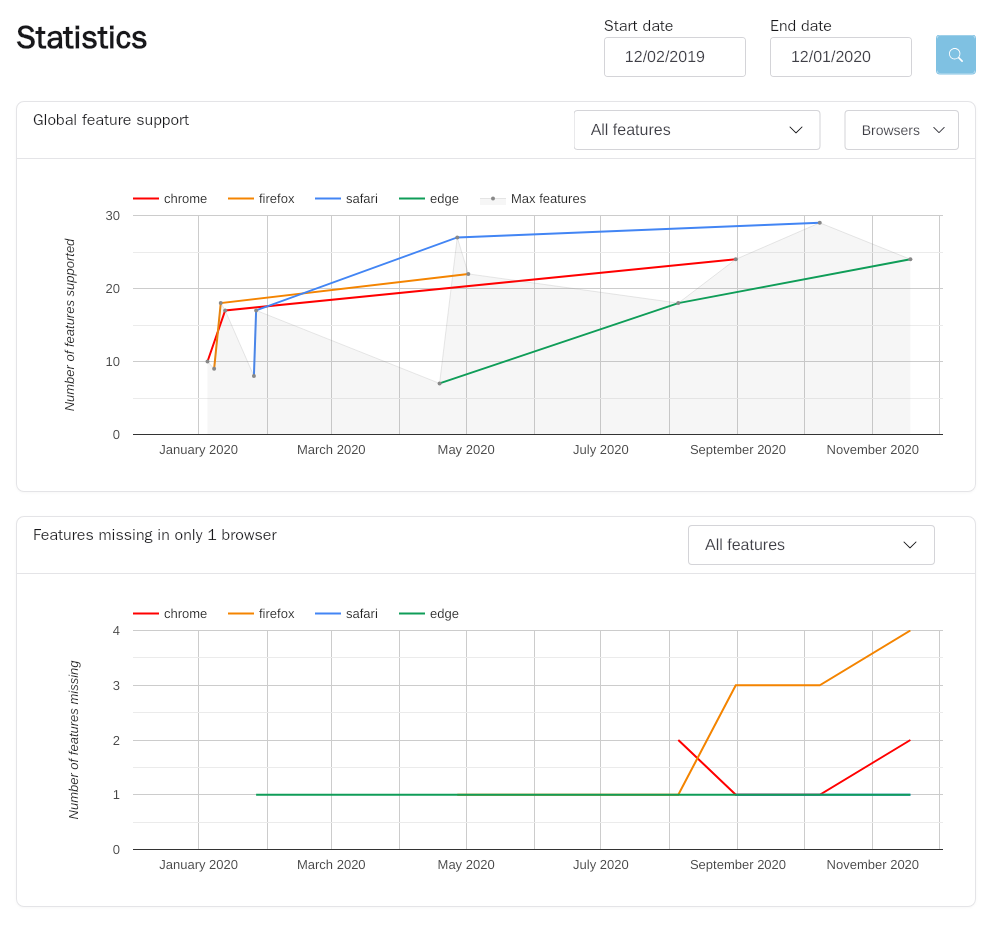 Statistics
Start date
End date
12/02/2019
12/01/2020
Global feature support
All features
Browsers
chrome
firefox
safari
edge
Max features
Number of features supported
30
20
10
0
January 2020
March 2020
May 2020
July 2020
September 2020
November 2020
Features missing in only 1 browser
All features
chrome
firefox
safari
edge
Number of features missing
4
3
2
1
0
January 2020
March 2020
May 2020
July 2020
September 2020
November 2020